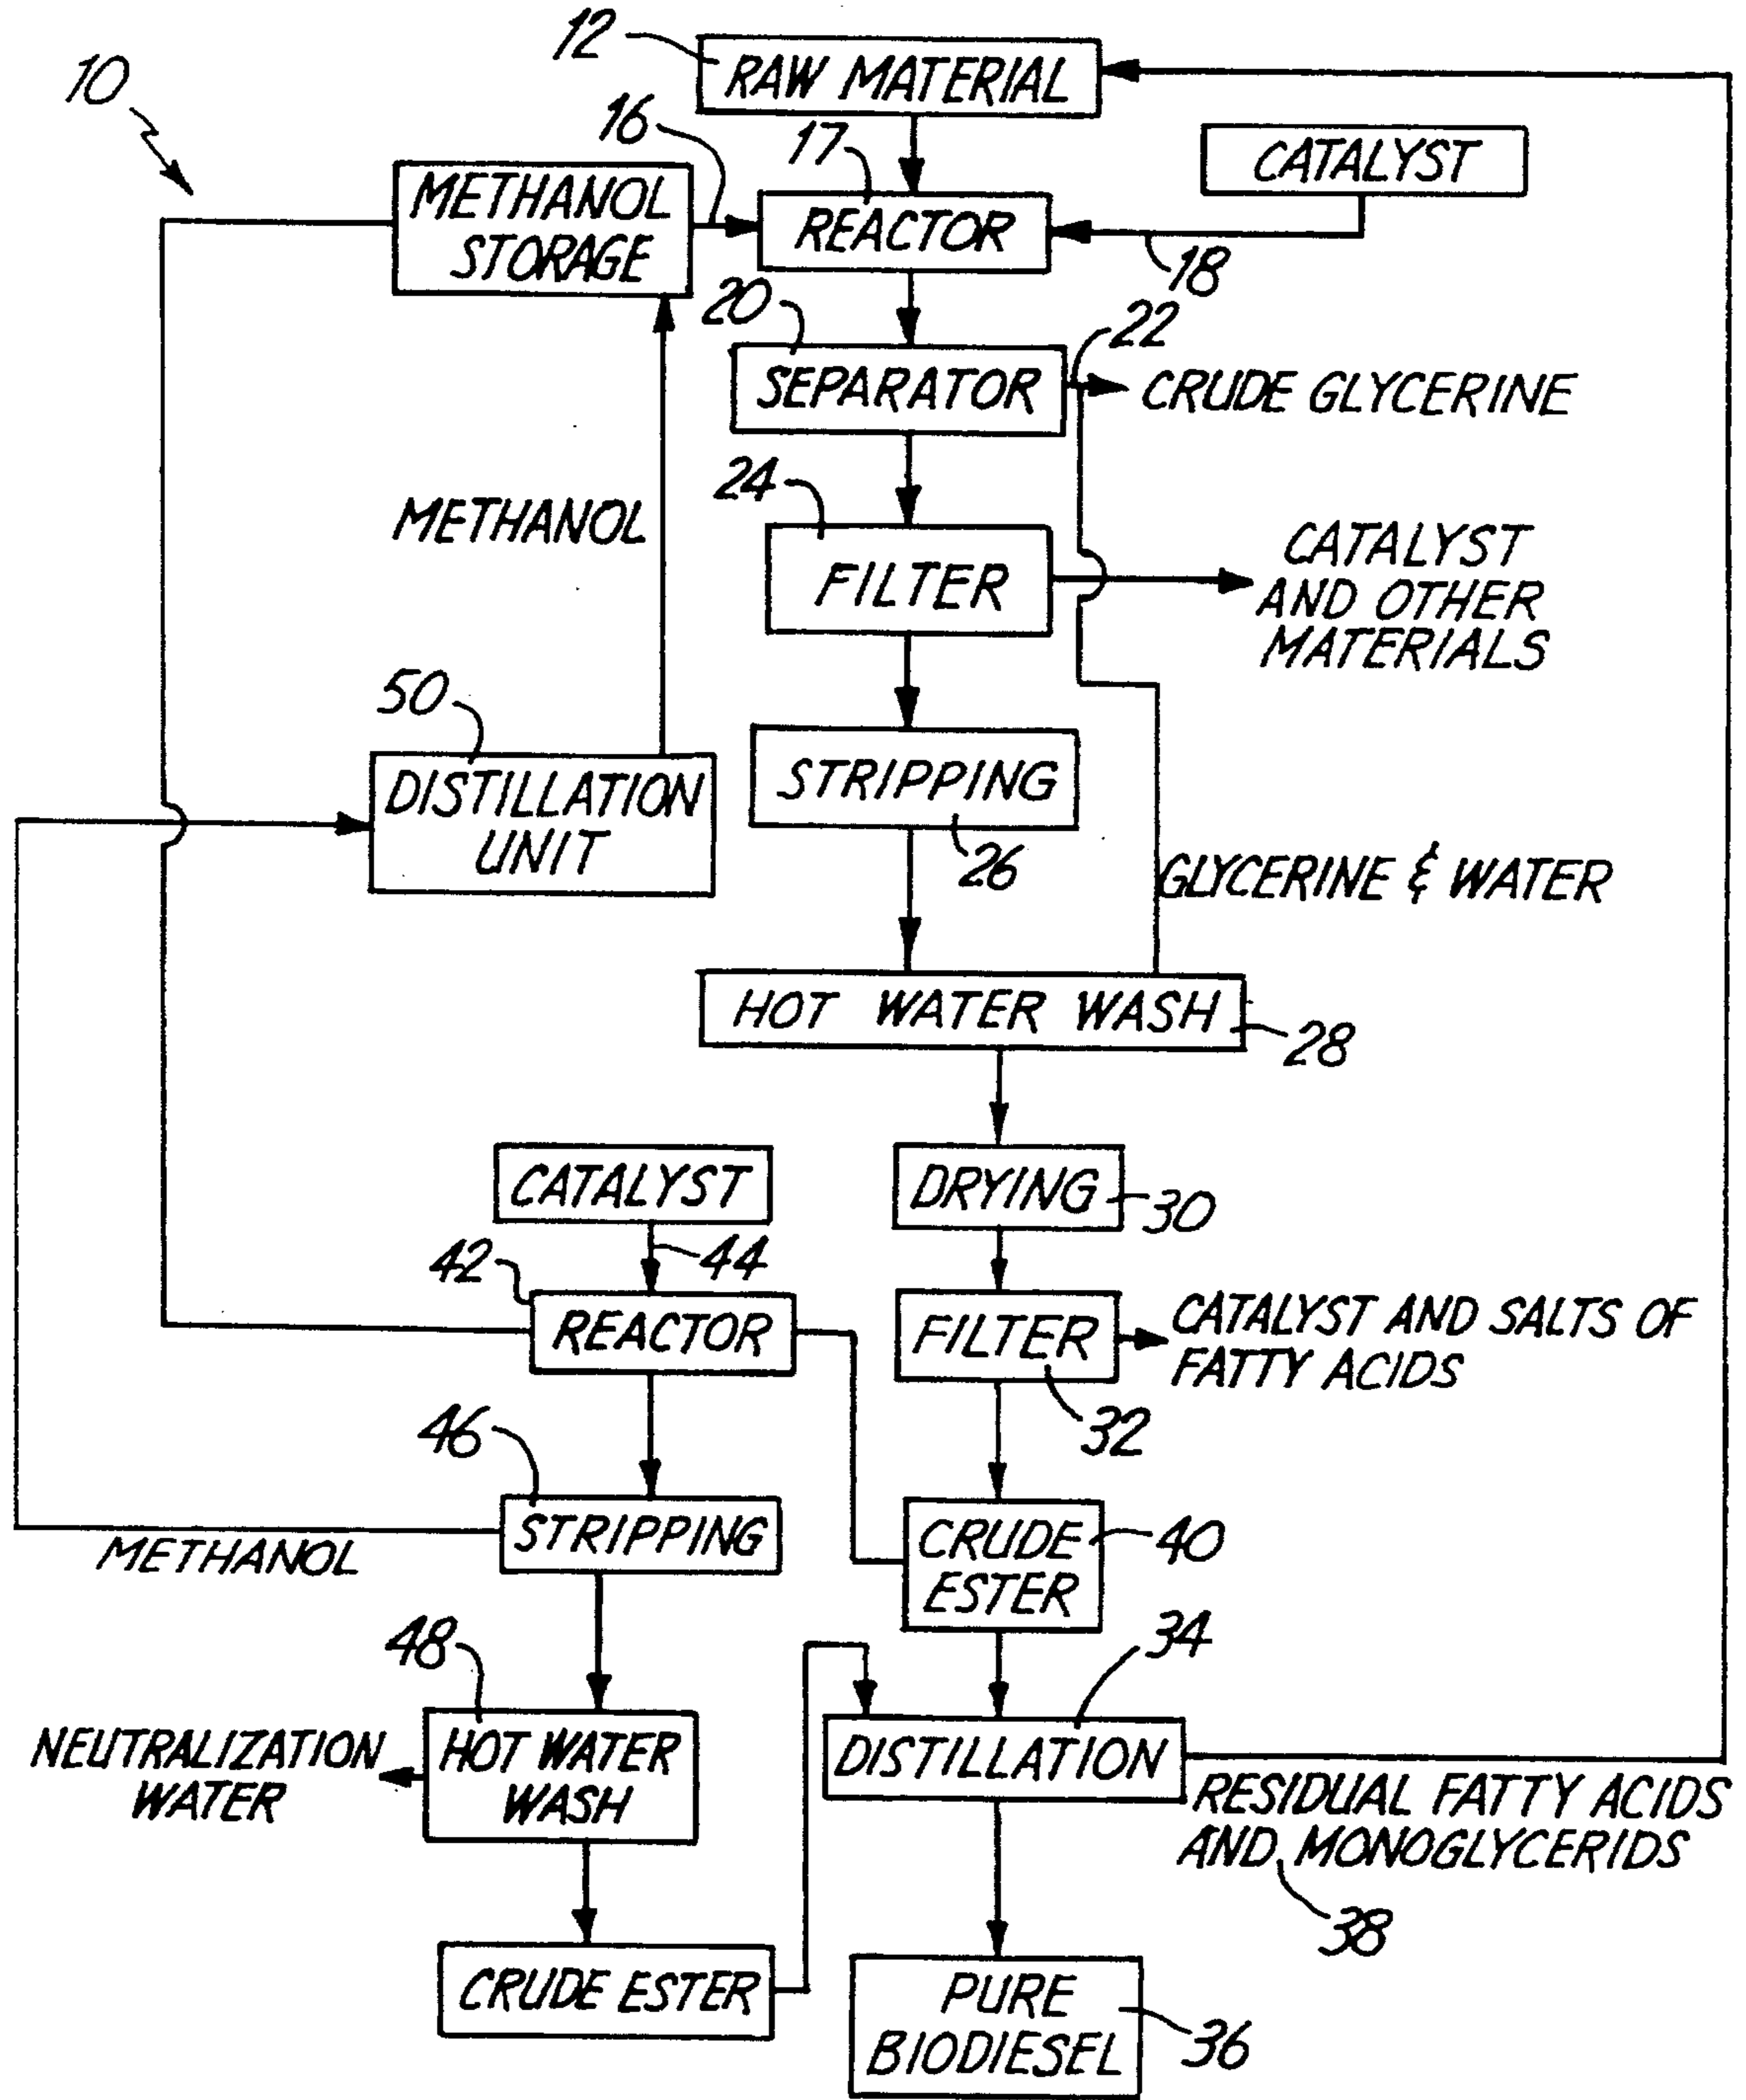 10
12
RAW MATERIAL
16
17
CATALYST
METHANOL
STORAGE
REACTOR
18
20
22
SEPARATOR
CRUDE GLYCERINE
24
METHANOL
FILTER
CATALYST
AND OTHER
MATERIALS
50
DISTILLATION
UNIT
STRIPPING
26
GLYCERINE & WATER
HOT WATER WASH
28
CATALYST
DRYING
30
42
44
REACTOR
FILTER
CATALYST AND SALTS OF
FATTY ACIDS
32
46
STRIPPING
METHANOL
CRUDE
ESTER
40
34
48
NEUTRALIZATION
WATER
HOT WATER
WASH
DISTILLATION
RESIDUAL FATTY ACIDS
AND MONOGLYCERIDS
38
CRUDE ESTER
PURE
BIODIESEL
36